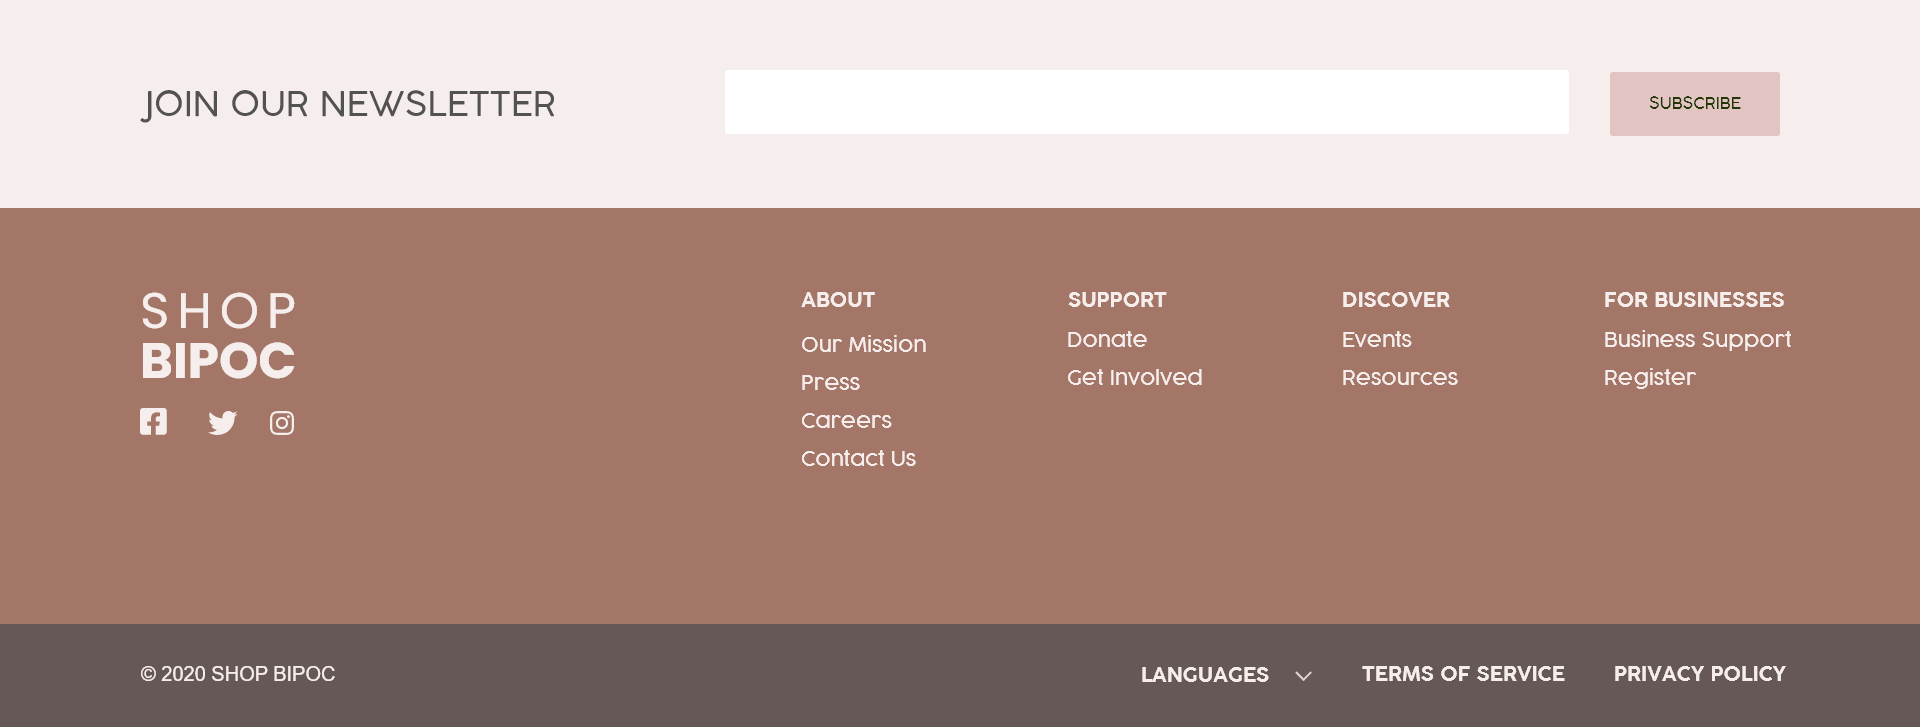 JOIN OUR NEWSLETTER
SUBSCRIBE
SHOP
BIPOC
ABOUT
Our Mission
Press
Careers
Contact Us
SUPPORT
Donate
Get Involved
DISCOVER
Events
Resources
FOR BUSINESSES
Business Support
Register
© 2020 SHOP BIPOC
LANGUAGES
TERMS OF SERVICE
PRIVACY POLICY